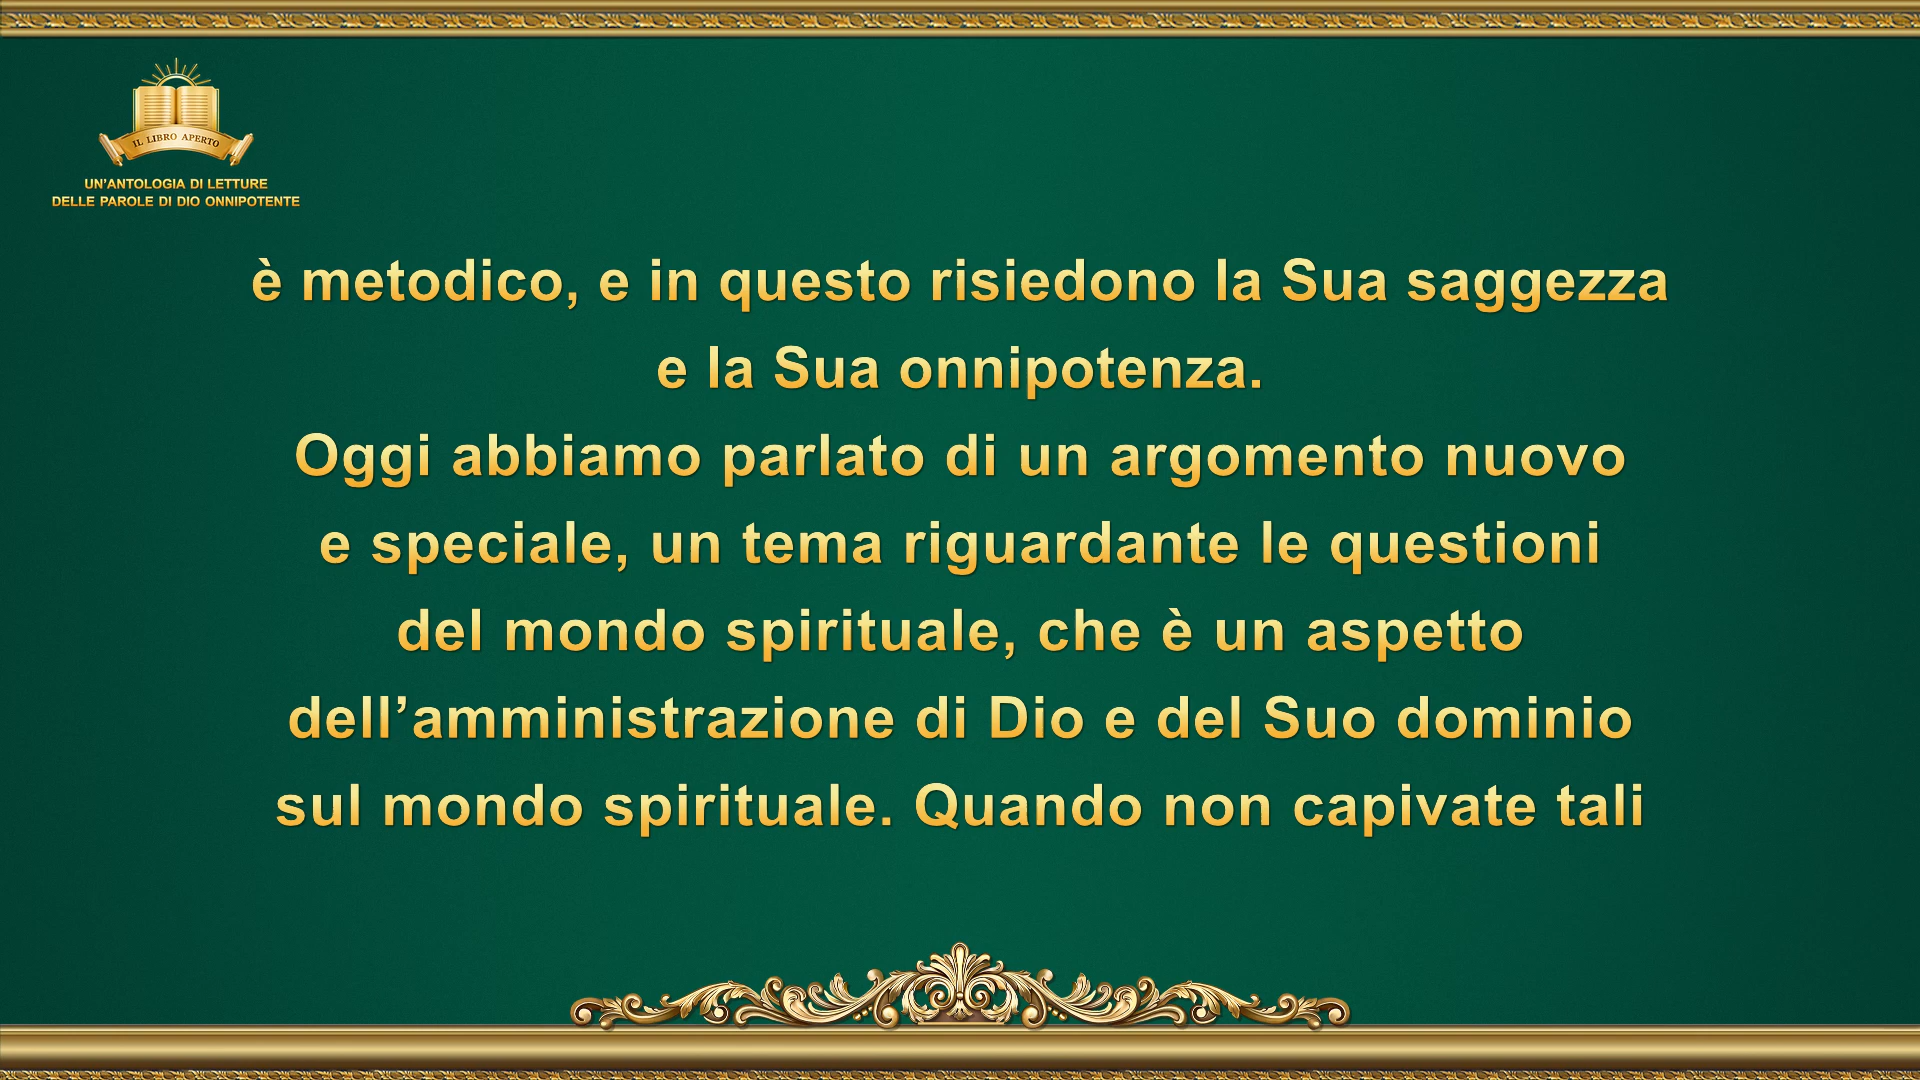 IL LIBRO APERTO
UN’ANTOLOGIA DI LETTURE
DELLE PAROLE DI DIO ONNIPOTENTE
è metodico, e in questo risiedono la Sua saggezza
e la Sua onnipotenza.
Oggi abbiamo parlato di un argomento nuovo
e speciale, un tema riguardante le questioni
del mondo spirituale, che è un aspetto
dell’amministrazione di Dio e del Suo dominio
sul mondo spirituale. Quando non capivate tali